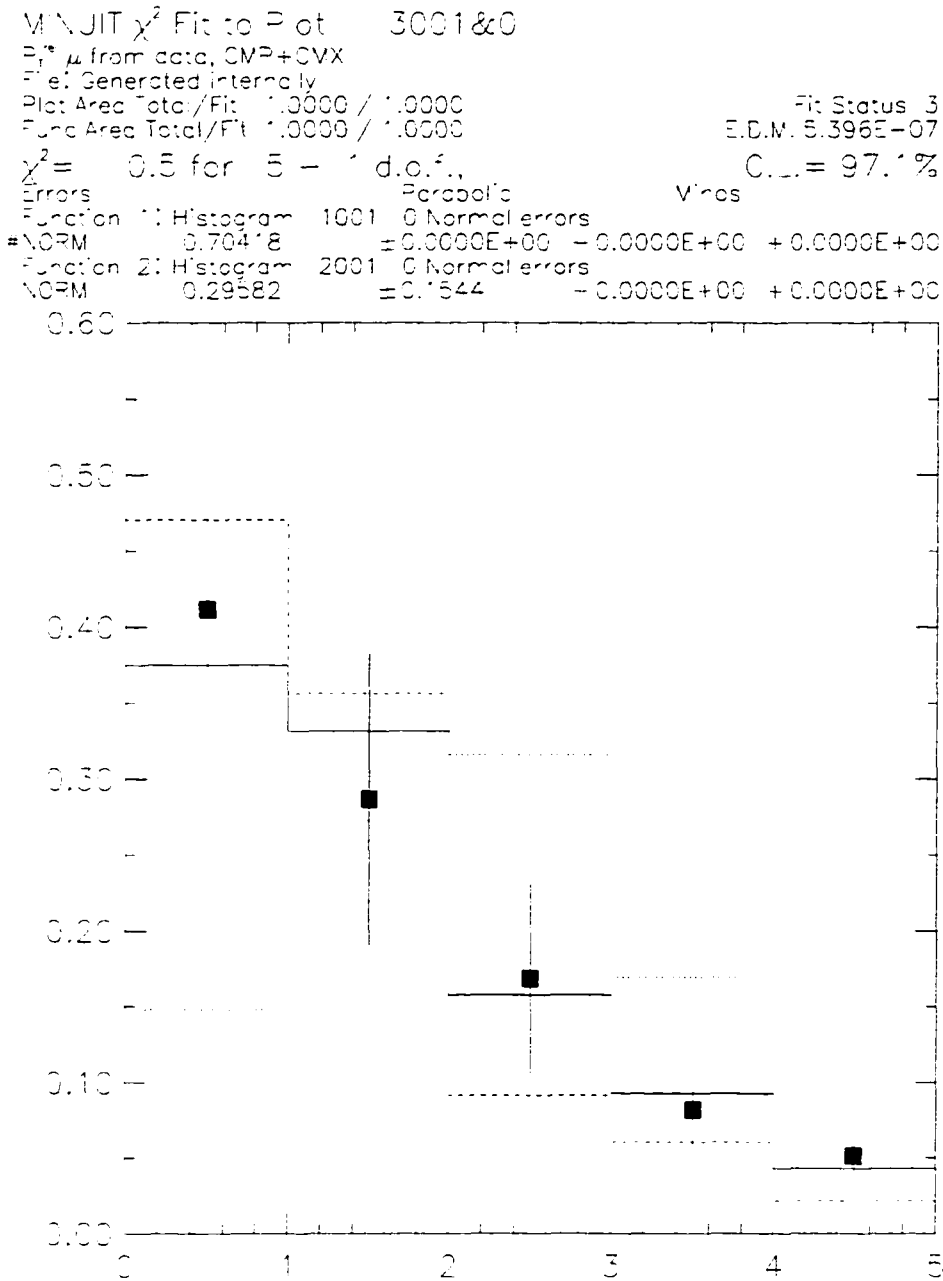 MINUIT χ² Fit to Plot 3001&0
μ from data, CMP+CMX
File: Generated internally
Plot Area Total/Fit 1.0000 / 1.0000 Fit Status 3
Func Area Total/Fit 1.0000 / 1.0000 E.D.M. 5.396E-07
χ²= 0.5 for 5 - 1 d.o.f., C.L.= 97.1%
Errors Parabolic Minos
Function 1: Histogram 1001 0 Normal errors
#NORM 0.70418 ±0.0000E+00 -0.0000E+00 +0.0000E+00
Function 2: Histogram 2001 0 Normal errors
NORM 0.29582 ±0.1544 -0.0000E+00 +0.0000E+00
0.60
0.50
0.40
0.30
0.20
0.10
0.00
0 1 2 3 4 5